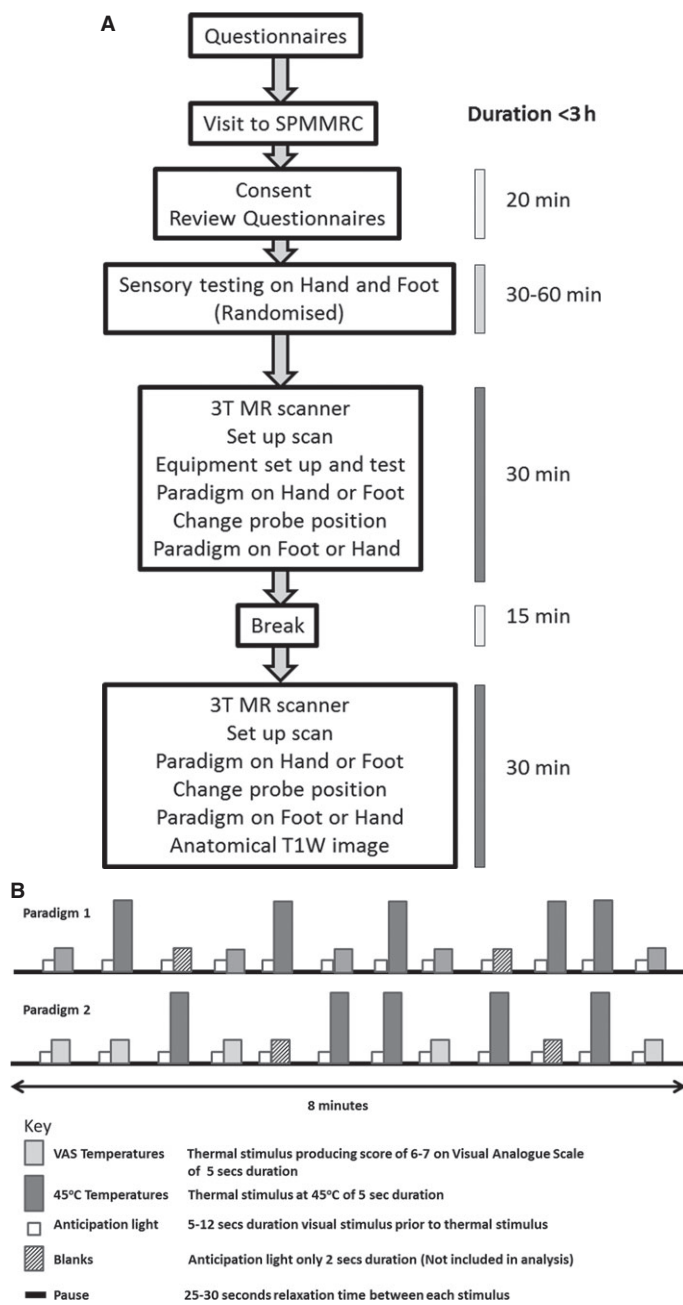 A
Questionnaires
Visit to SPMMRC
Duration <3 h
Consent
Review Questionnaires
20 min
Sensory testing on Hand and Foot
(Randomised)
30-60 min
3T MR scanner
Set up scan
Equipment set up and test
Paradigm on Hand or Foot
Change probe position
Paradigm on Foot or Hand
30 min
Break
15 min
3T MR scanner
Set up scan
Paradigm on Hand or Foot
Change probe position
Paradigm on Foot or Hand
Anatomical T1W image
30 min
B
Paradigm 1
Paradigm 2
8 minutes
Key
VAS Temperatures Thermal stimulus producing score of 6-7 on Visual Analogue Scale
of 5 secs duration
45°C Temperatures Thermal stimulus at 45°C of 5 sec duration
Anticipation light 5-12 secs duration visual stimulus prior to thermal stimulus
Blanks Anticipation light only 2 secs duration (Not included in analysis)
Pause 25-30 seconds relaxation time between each stimulus